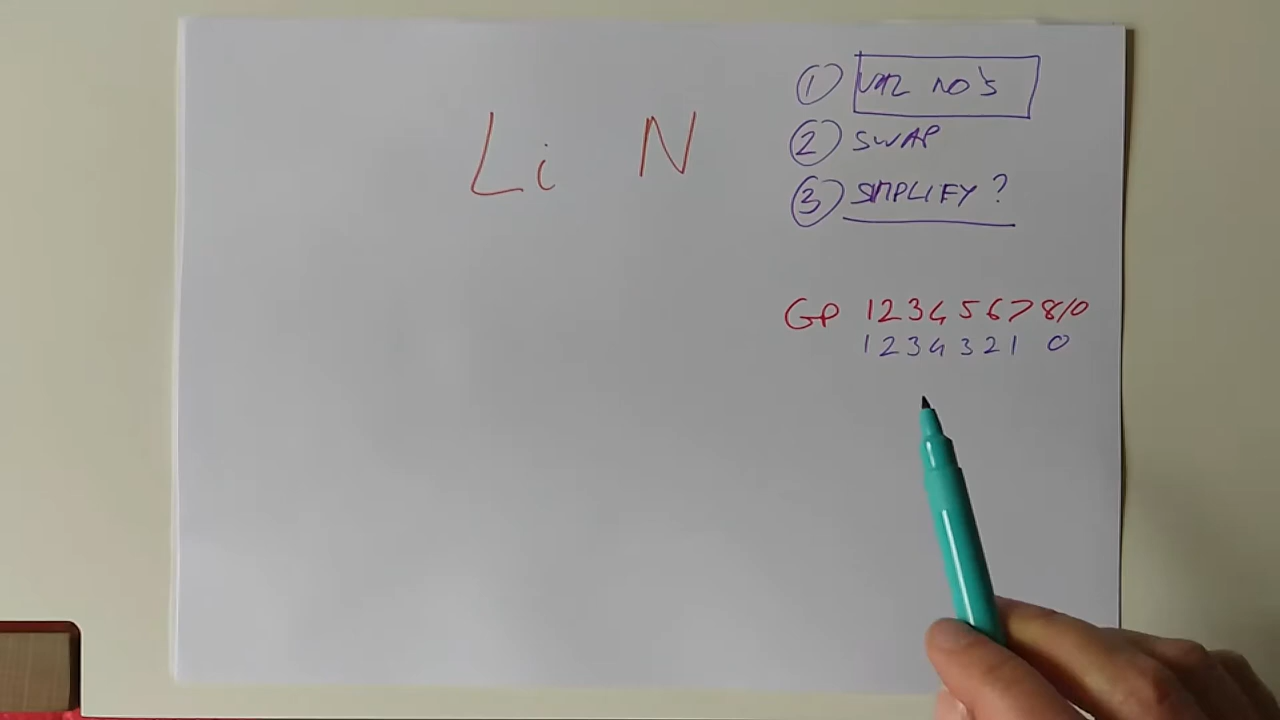 Li N
① VAL NO'S
② SWAP
③ SIMPLIFY?
GP 1 2 3 4 5 6 7 8/0
1 2 3 4 3 2 1 0